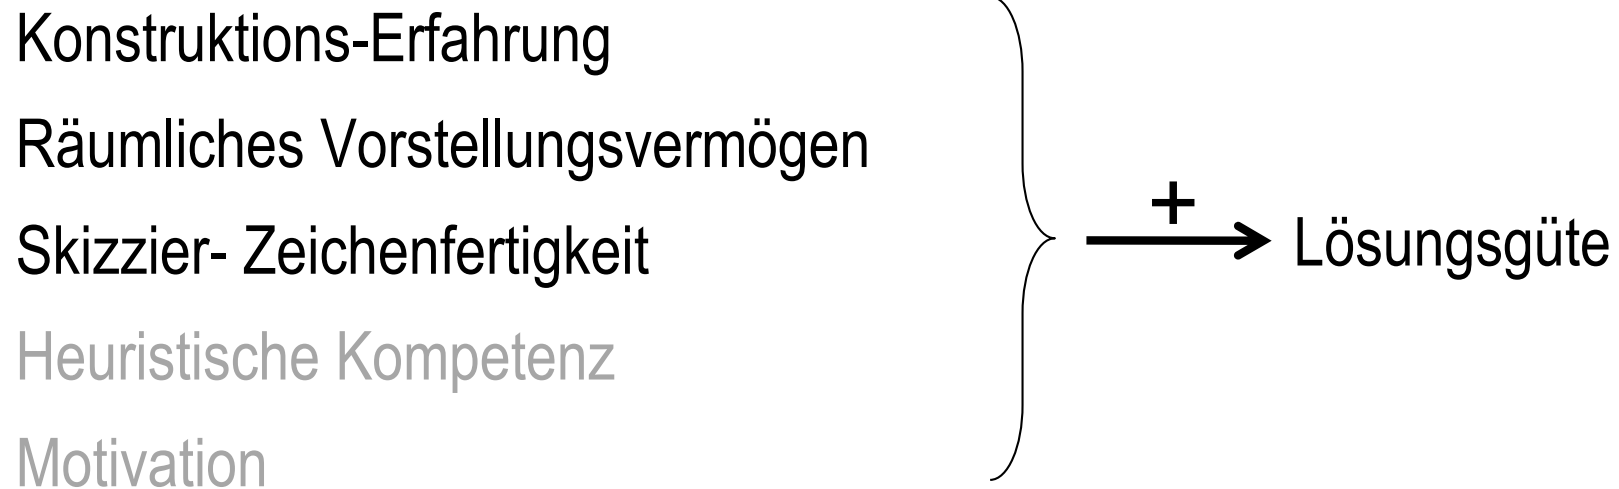 Konstruktions-Erfahrung
Räumliches Vorstellungsvermögen
Skizzier- Zeichenfertigkeit
Heuristische Kompetenz
Motivation
+
Lösungsgüte